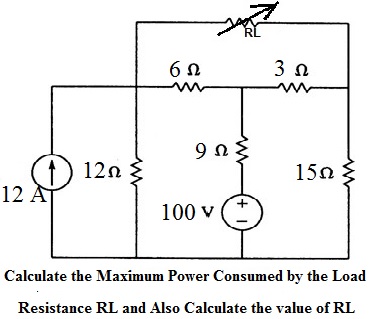 RL
6 Ω
3 Ω
9 Ω
12Ω
15Ω
12 A
100 V
+
Calculate the Maximum Power Consumed by the Load
Resistance RL and Also Calculate the value of RL